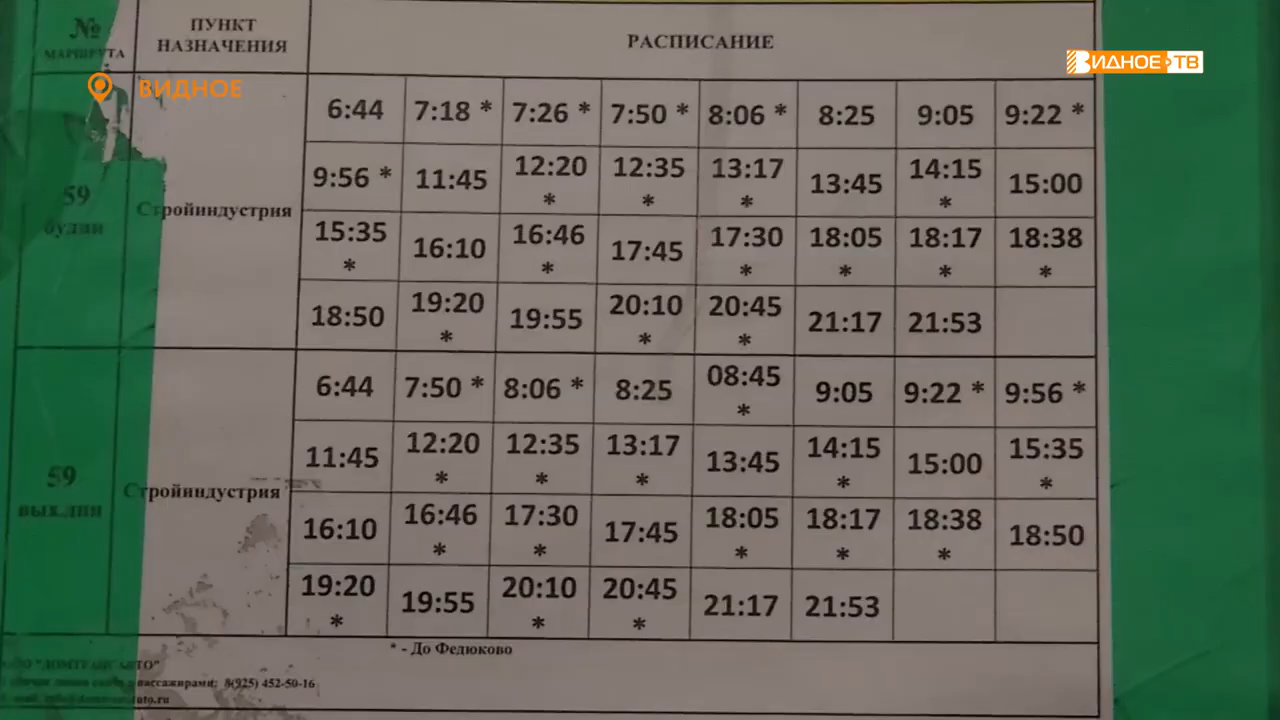 №
МАРШРУТА
ПУНКТ
НАЗНАЧЕНИЯ
РАСПИСАНИЕ
ВИДНОЕ ТВ
ВИДНОЕ
59
будни
Стройиндустрия
6:44 7:18 * 7:26 * 7:50 * 8:06 * 8:25 9:05 9:22 *
9:56 * 11:45 12:20 * 12:35 * 13:17 * 13:45 14:15 * 15:00
15:35 * 16:10 16:46 * 17:45 17:30 * 18:05 * 18:17 * 18:38 *
18:50 19:20 * 19:55 20:10 * 20:45 * 21:17 21:53
59
вых.дни
Стройиндустрия
6:44 7:50 * 8:06 * 8:25 08:45 * 9:05 9:22 * 9:56 *
11:45 12:20 * 12:35 * 13:17 * 13:45 14:15 * 15:00 15:35 *
16:10 16:46 * 17:30 * 17:45 18:05 * 18:17 * 18:38 * 18:50
19:20 * 19:55 20:10 * 20:45 * 21:17 21:53
* - До Федюково
пассажирами; 8(925) 452-50-16